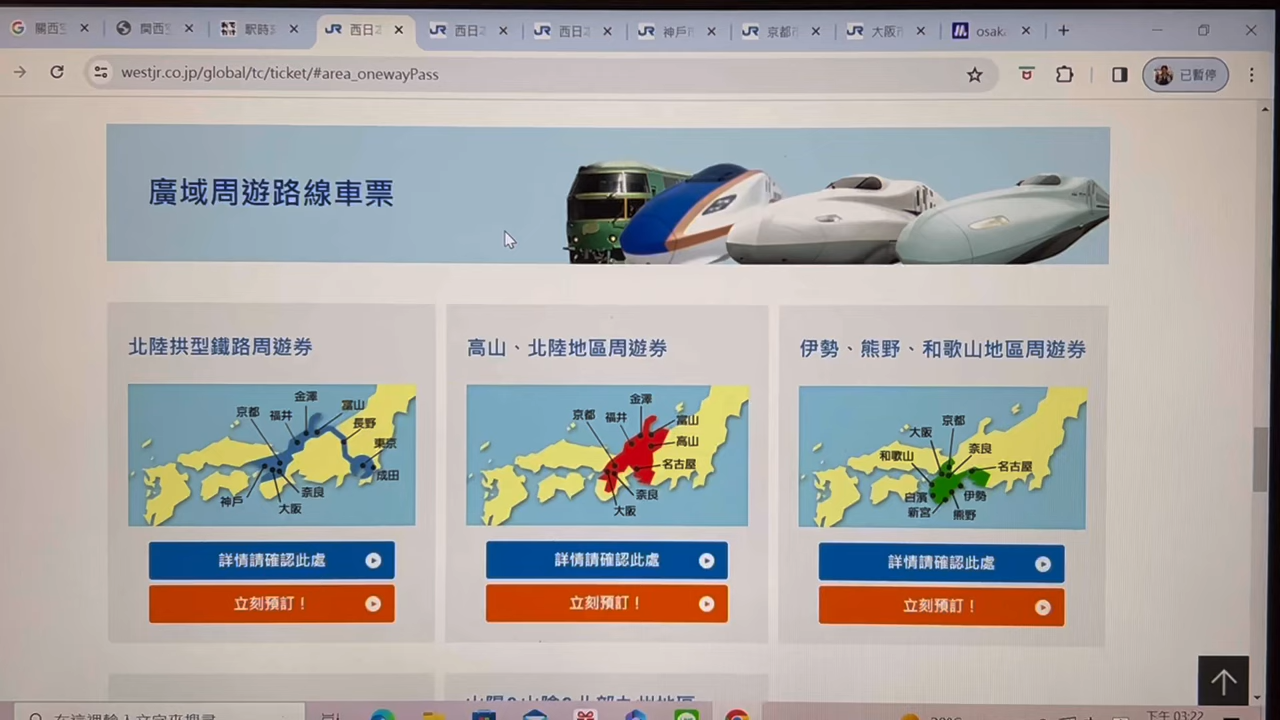 westjr.co.jp/global/tc/ticket/#area_onewayPass
已暫停
廣域周遊路線車票
北陸拱型鐵路周遊券
京都
福井
金澤
富山
長野
東京
成田
神戶
大阪
奈良
詳情請確認此處
立刻預訂！
高山、北陸地區周遊券
京都
福井
金澤
富山
高山
名古屋
奈良
大阪
詳情請確認此處
立刻預訂！
伊勢、熊野、和歌山地區周遊券
京都
大阪
奈良
和歌山
名古屋
白濱
伊勢
新宮
熊野
詳情請確認此處
立刻預訂！
下午 03:22